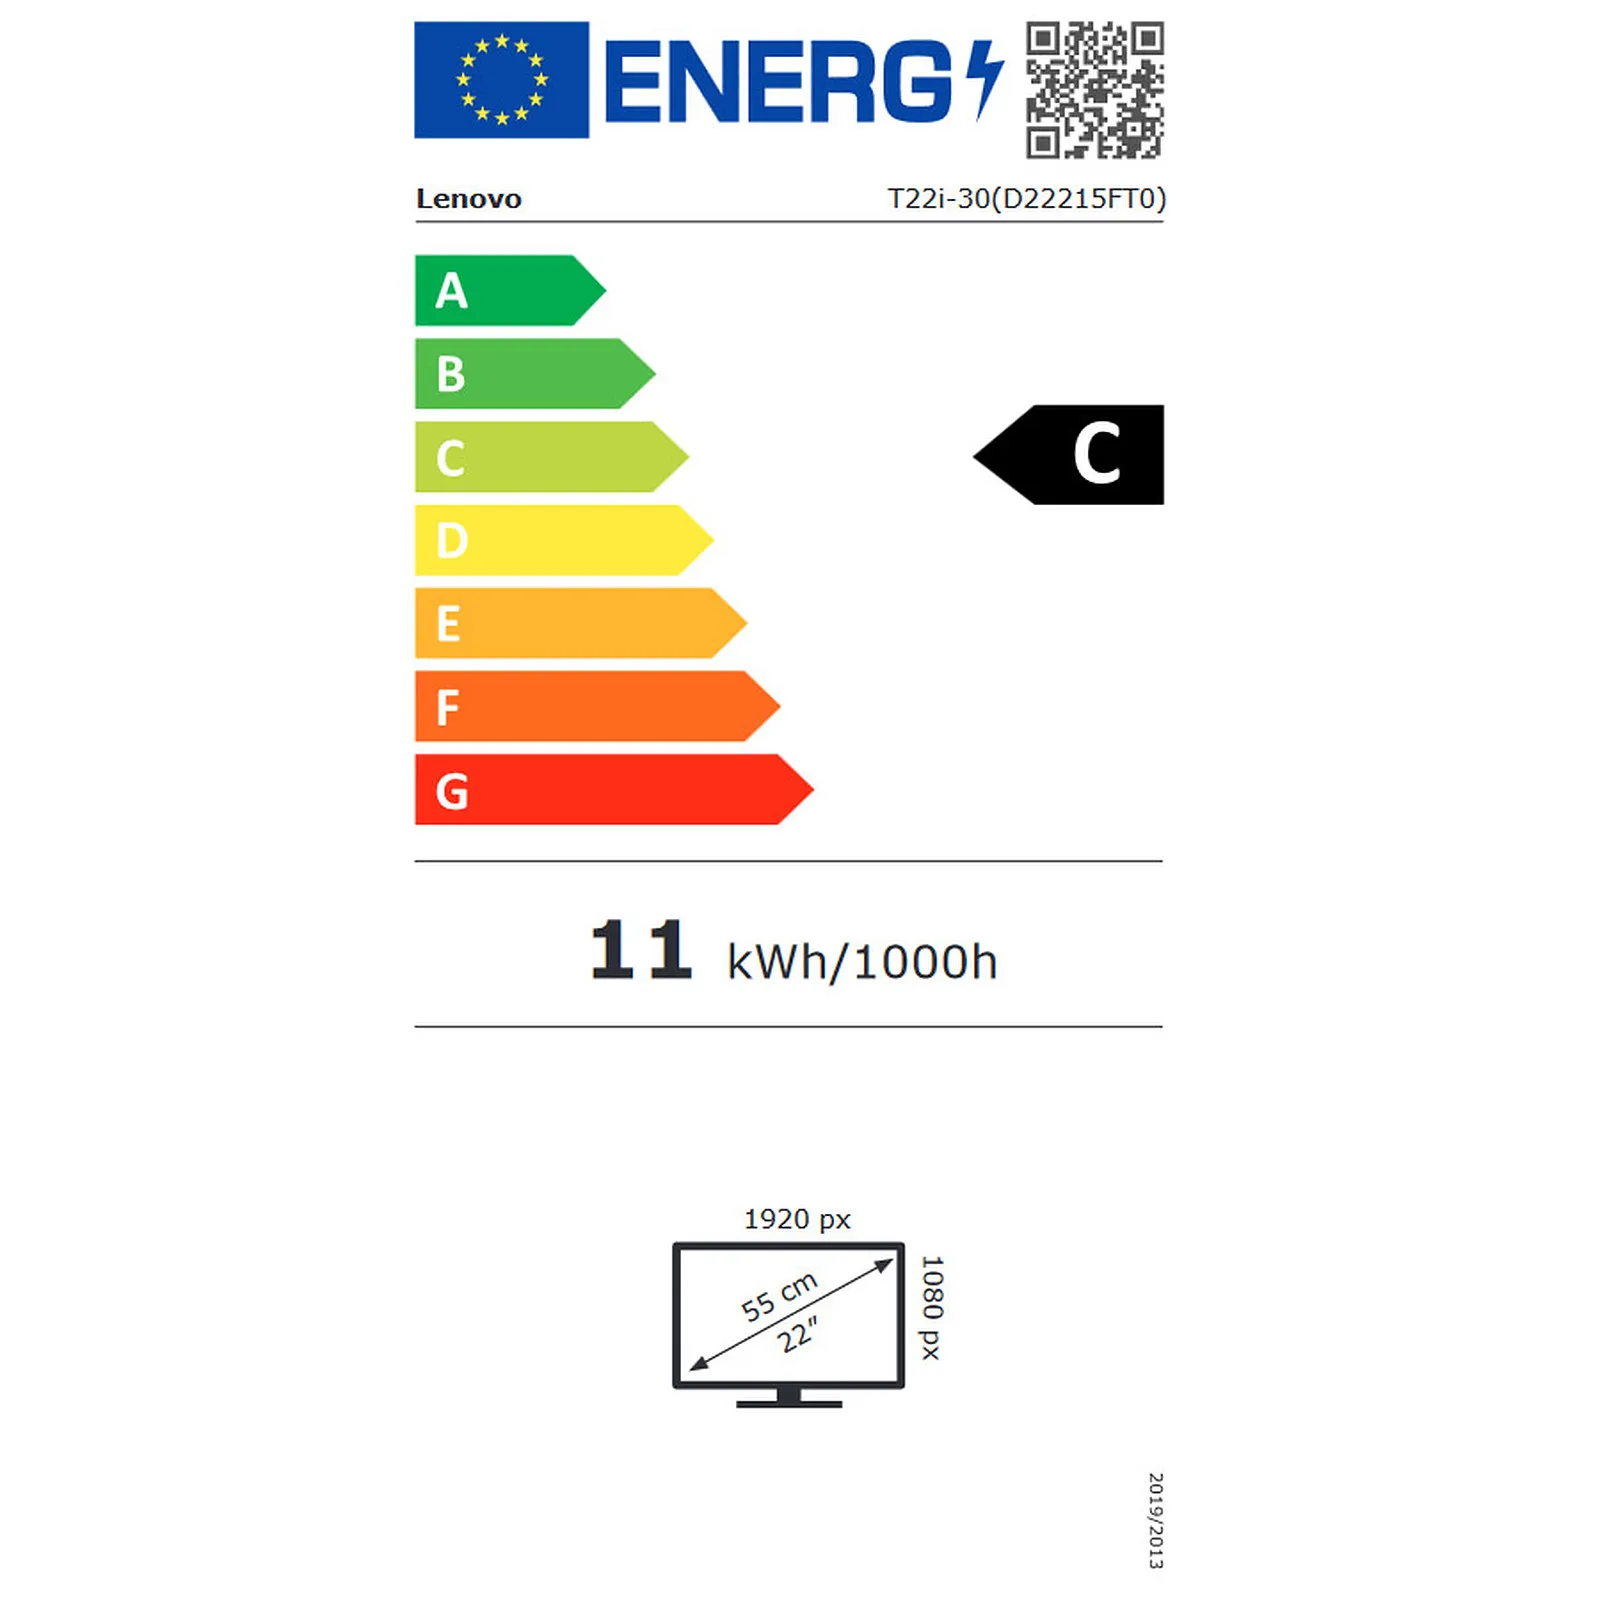 ENERG
Lenovo T22i-30(D22215FT0)
A
B
C
C
D
E
F
G
11 kWh/1000h
1920 px
1080 px
55 cm
22"
2019/2013